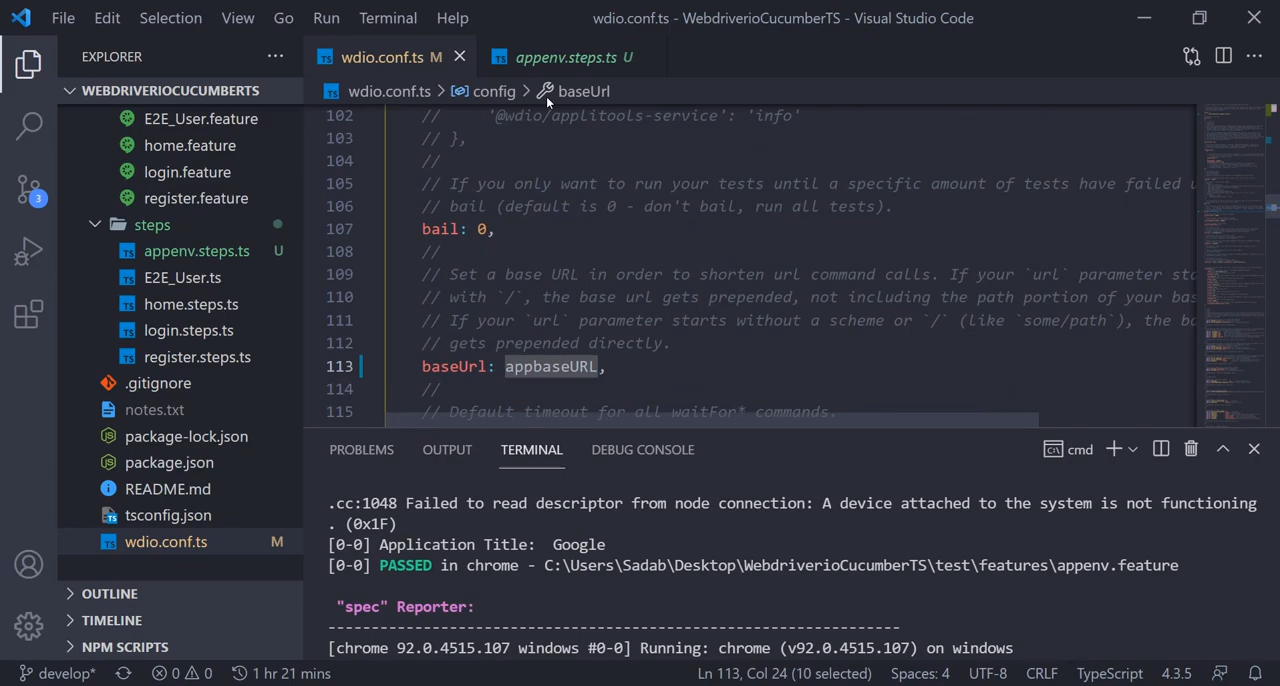 File Edit Selection View Go Run Terminal Help wdio.conf.ts - WebdriverioCucumberTS - Visual Studio Code
EXPLORER
WEBDRIVERIOCUCUMBERTS
E2E_User.feature
home.feature
login.feature
register.feature
steps
appenv.steps.ts U
E2E_User.ts
home.steps.ts
login.steps.ts
register.steps.ts
.gitignore
notes.txt
package-lock.json
package.json
README.md
tsconfig.json
wdio.conf.ts M
OUTLINE
TIMELINE
NPM SCRIPTS
3
wdio.conf.ts M appenv.steps.ts U
wdio.conf.ts > config > baseUrl
102 // '@wdio/applitools-service': 'info'
103 // },
104 //
105 // If you only want to run your tests until a specific amount of tests have failed u
106 // bail (default is 0 - don't bail, run all tests).
107 bail: 0,
108 //
109 // Set a base URL in order to shorten url command calls. If your `url` parameter sta
110 // with `/`, the base url gets prepended, not including the path portion of your bas
111 // If your `url` parameter starts without a scheme or `/` (like `some/path`), the ba
112 // gets prepended directly.
113 baseUrl: appbaseURL,
114 //
115 // Default timeout for all waitFor* commands.
PROBLEMS OUTPUT TERMINAL DEBUG CONSOLE cmd
.cc:1048 Failed to read descriptor from node connection: A device attached to the system is not functioning
. (0x1F)
[0-0] Application Title:  Google
[0-0] PASSED in chrome - C:\Users\Sadab\Desktop\WebdriverioCucumberTS\test\features\appenv.feature
"spec" Reporter:
------------------------------------------------------------------
[chrome 92.0.4515.107 windows #0-0] Running: chrome (v92.0.4515.107) on windows
develop* 0 0 1 hr 21 mins Ln 113, Col 24 (10 selected) Spaces: 4 UTF-8 CRLF TypeScript 4.3.5